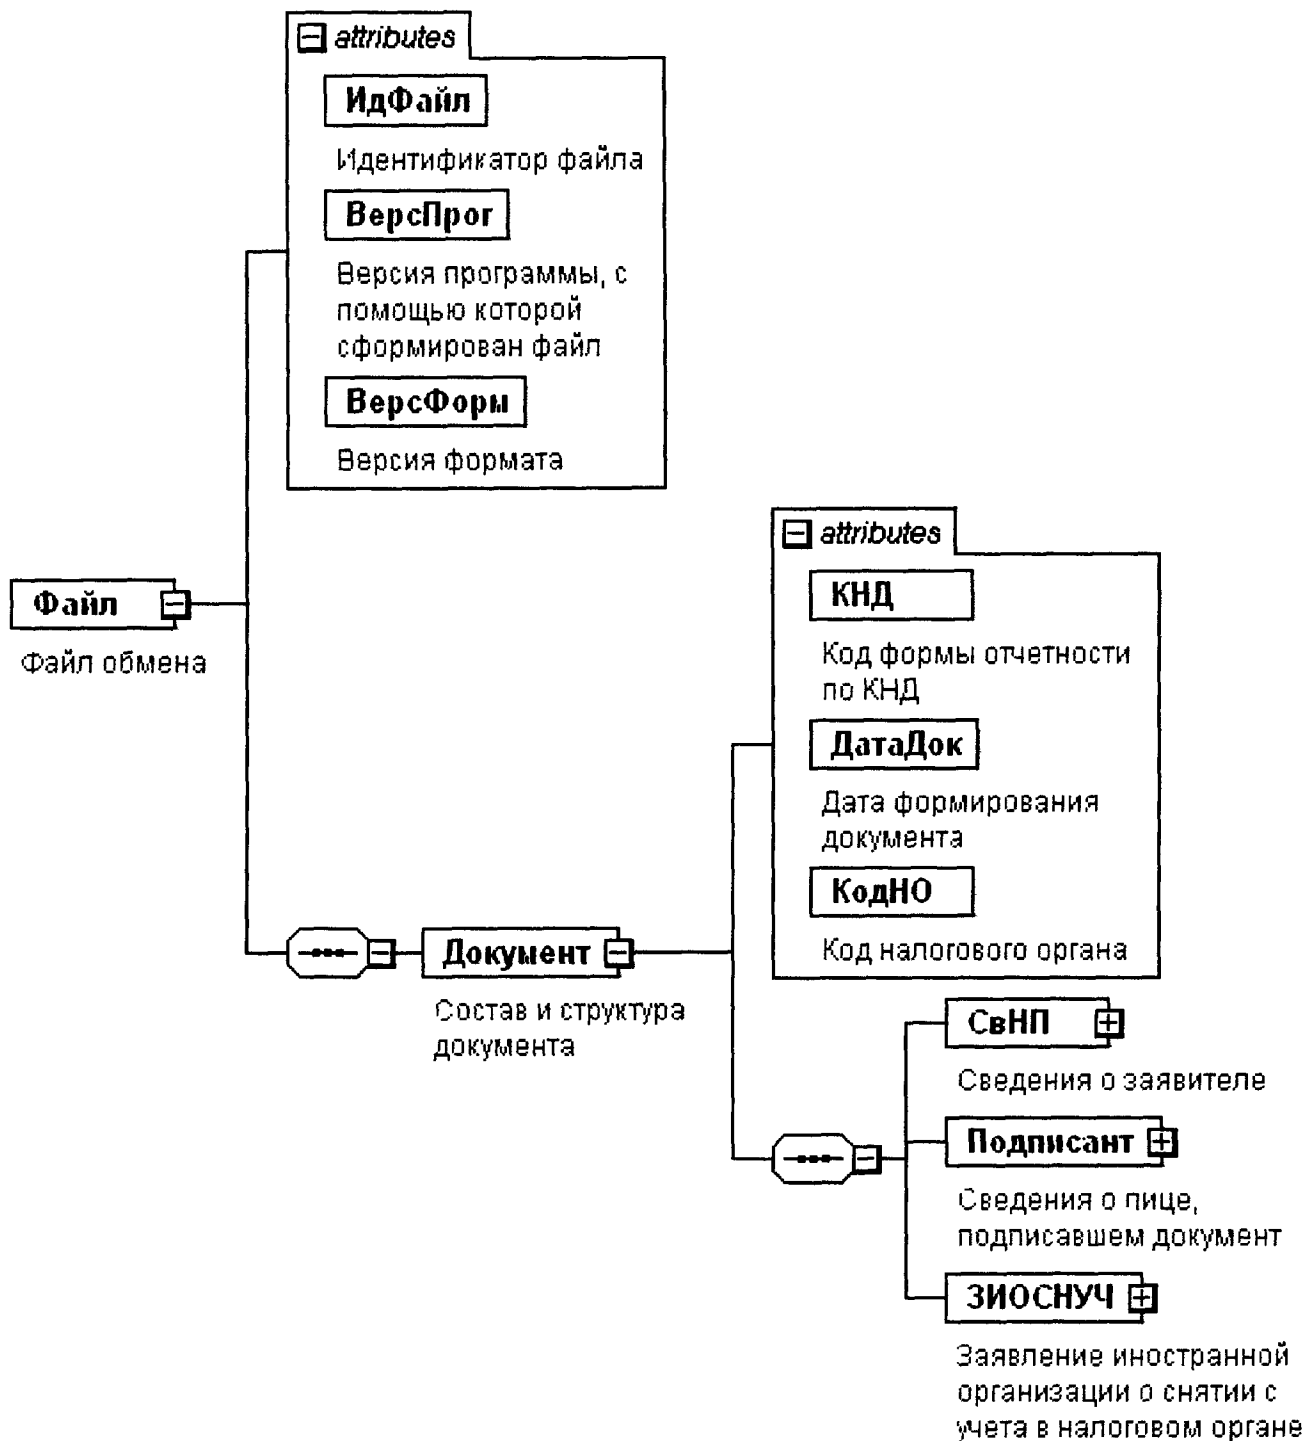 attributes
ИдФайл
Идентификатор файла
ВерсПрог
Версия программы, с
помощью которой
сформирован файл
ВерсФорм
Версия формата
Файл
Файл обмена
attributes
КНД
Код формы отчетности
по КНД
ДатаДок
Дата формирования
документа
КодНО
Код налогового органа
Документ
Состав и структура
документа
СвНП
Сведения о заявителе
Подписант
Сведения о лице,
подписавшем документ
ЗИОСНУЧ
Заявление иностранной
организации о снятии с
учета в налоговом органе